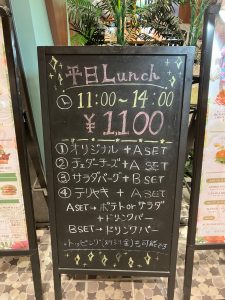 平日Lunch
11:00~14:00
¥1100
①オリジナル+ASET
②チェダーチーズ+A SET
③サラダバーグ+BSET
④テリヤキ+ASET
ASET→ポテトorサラダ
+ドリンクバー
BSET→ドリンクバー